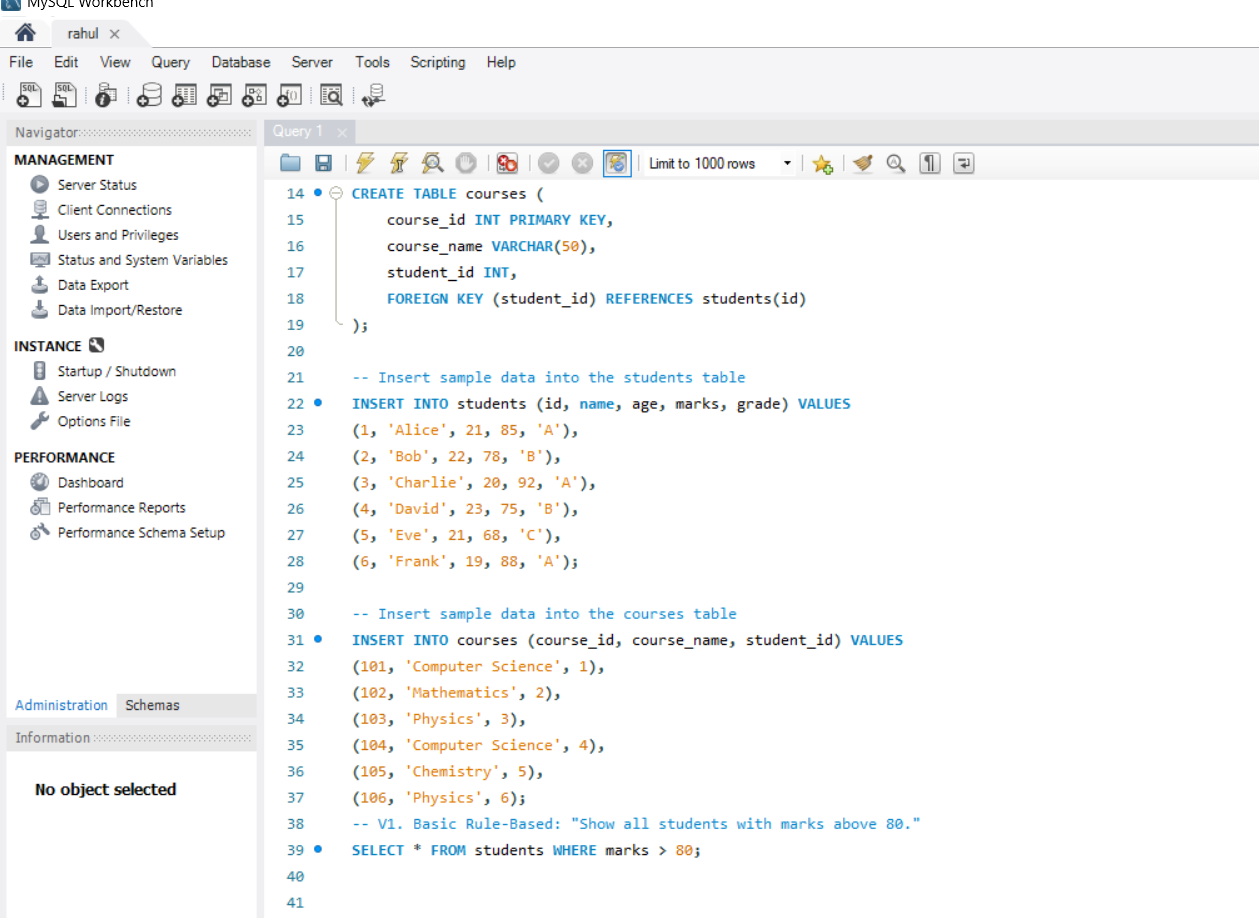 MySQL Workbench
rahul
File Edit View Query Database Server Tools Scripting Help
Navigator
Query 1
MANAGEMENT
Server Status
Client Connections
Users and Privileges
Status and System Variables
Data Export
Data Import/Restore
INSTANCE
Startup / Shutdown
Server Logs
Options File
PERFORMANCE
Dashboard
Performance Reports
Performance Schema Setup
Administration Schemas
Information
No object selected
Limit to 1000 rows
14 CREATE TABLE courses (
15 course_id INT PRIMARY KEY,
16 course_name VARCHAR(50),
17 student_id INT,
18 FOREIGN KEY (student_id) REFERENCES students(id)
19 );
20
21 -- Insert sample data into the students table
22 INSERT INTO students (id, name, age, marks, grade) VALUES
23 (1, 'Alice', 21, 85, 'A'),
24 (2, 'Bob', 22, 78, 'B'),
25 (3, 'Charlie', 20, 92, 'A'),
26 (4, 'David', 23, 75, 'B'),
27 (5, 'Eve', 21, 68, 'C'),
28 (6, 'Frank', 19, 88, 'A');
29
30 -- Insert sample data into the courses table
31 INSERT INTO courses (course_id, course_name, student_id) VALUES
32 (101, 'Computer Science', 1),
33 (102, 'Mathematics', 2),
34 (103, 'Physics', 3),
35 (104, 'Computer Science', 4),
36 (105, 'Chemistry', 5),
37 (106, 'Physics', 6);
38 -- V1. Basic Rule-Based: "Show all students with marks above 80."
39 SELECT * FROM students WHERE marks > 80;
40
41